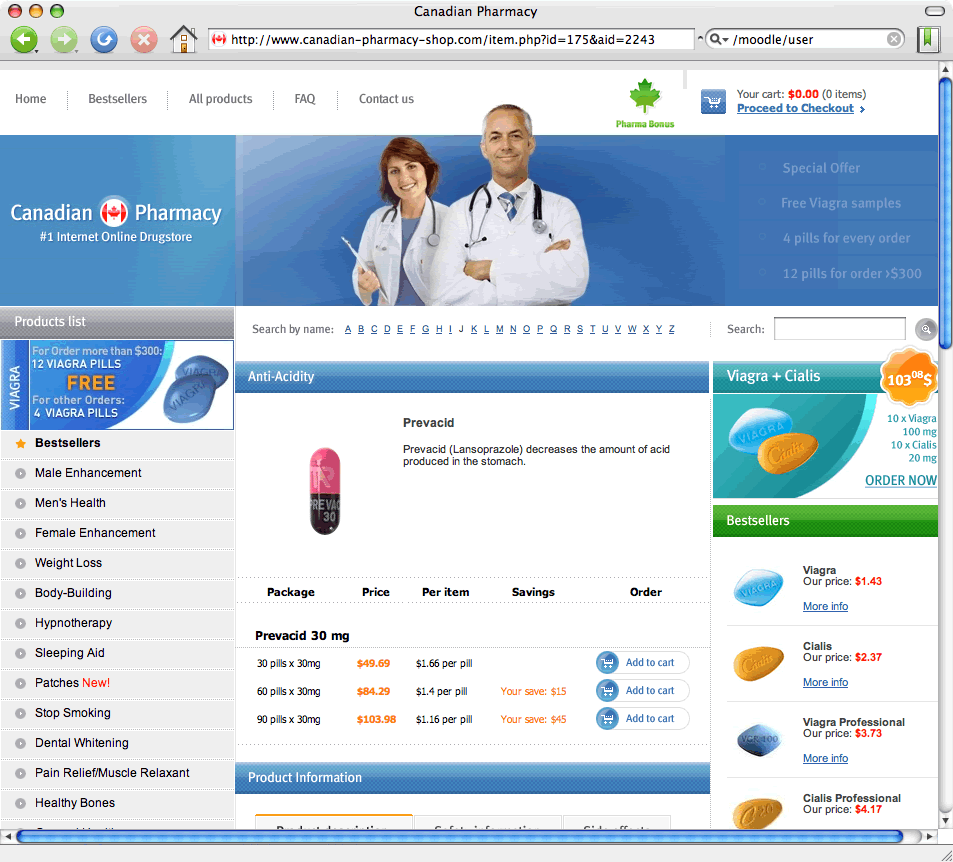 Canadian Pharmacy
http://www.canadian-pharmacy-shop.com/item.php?id=175&aid=2243
/moodle/user
Home
Bestsellers
All products
FAQ
Contact us
Pharma Bonus
Your cart: $0.00 (0 items)
Proceed to Checkout
Canadian Pharmacy
#1 Internet Online Drugstore
Special Offer
Free Viagra samples
4 pills for every order
12 pills for order >$300
Products list
VIAGRA
For Order more than $300:
12 VIAGRA PILLS
FREE
For other Orders:
4 VIAGRA PILLS
VIAGRA
Bestsellers
Male Enhancement
Men's Health
Female Enhancement
Weight Loss
Body-Building
Hypnotherapy
Sleeping Aid
Patches New!
Stop Smoking
Dental Whitening
Pain Relief/Muscle Relaxant
Healthy Bones
Search by name: A B C D E F G H I J K L M N O P Q R S T U V W X Y Z
Search:
Anti-Acidity
Prevacid
Prevacid (Lansoprazole) decreases the amount of acid
produced in the stomach.
PREVAC
30
Package Price Per item Savings Order
Prevacid 30 mg
30 pills x 30mg $49.69 $1.66 per pill Add to cart
60 pills x 30mg $84.29 $1.4 per pill Your save: $15 Add to cart
90 pills x 30mg $103.98 $1.16 per pill Your save: $45 Add to cart
Product Information
Product description
Safety information
Side effects
Viagra + Cialis
103.08$
VIAGRA
Cialis
10 x Viagra
100 mg
10 x Cialis
20 mg
ORDER NOW
Bestsellers
Viagra
Our price: $1.43
More info
Cialis
Our price: $2.37
More info
Viagra Professional
Our price: $3.73
More info
Cialis Professional
Our price: $4.17